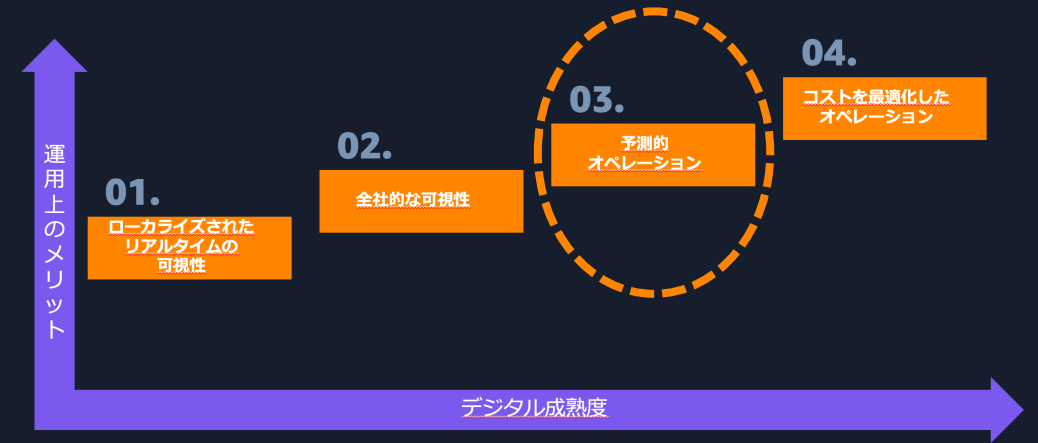 運用上のメリット
01.
ローカライズされた
リアルタイムの
可視性
02.
全社的な可視性
03.
予測的
オペレーション
04.
コストを最適化した
オペレーション
デジタル成熟度